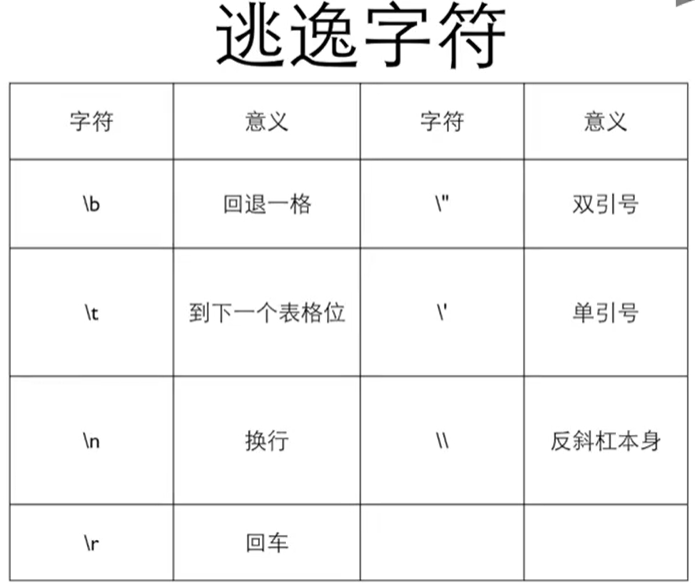 逃逸字符
字符 意义 字符 意义
\b 回退一格 \" 双引号
\t 到下一个表格位 \' 单引号
\n 换行 \\ 反斜杠本身
\r 回车